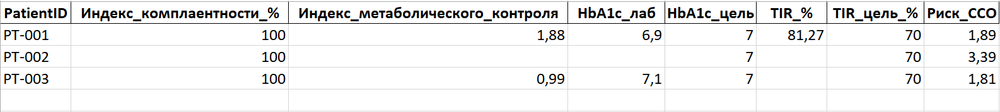 PatientID Индекс_комплаентности_% Индекс_метаболического_контроля HbA1c_лаб HbA1c_цель TIR_% TIR_цель_% Риск_ССО
PT-001 100 1,88 6,9 7 81,27 70 1,89
PT-002 100 7 70 3,39
PT-003 100 0,99 7,1 7 70 1,81